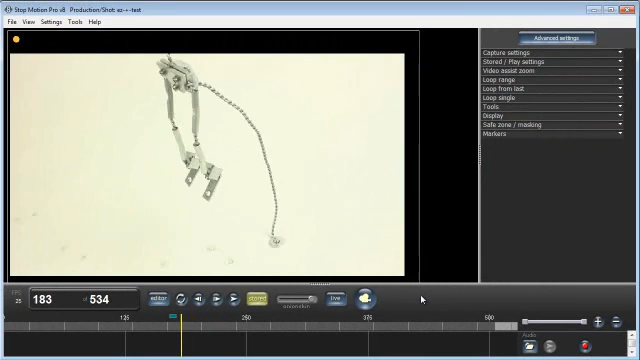 Stop Motion Pro v8 Production/Shot: ez-+-test
File View Settings Tools Help
Advanced settings
Capture settings
Stored / Play settings
Video assist zoom
Loop range
Loop from last
Loop single
Tools
Display
Safe zone / masking
Markers
FPS
25
183 of 534
editor
stored
live
125
250
375
500
Audio